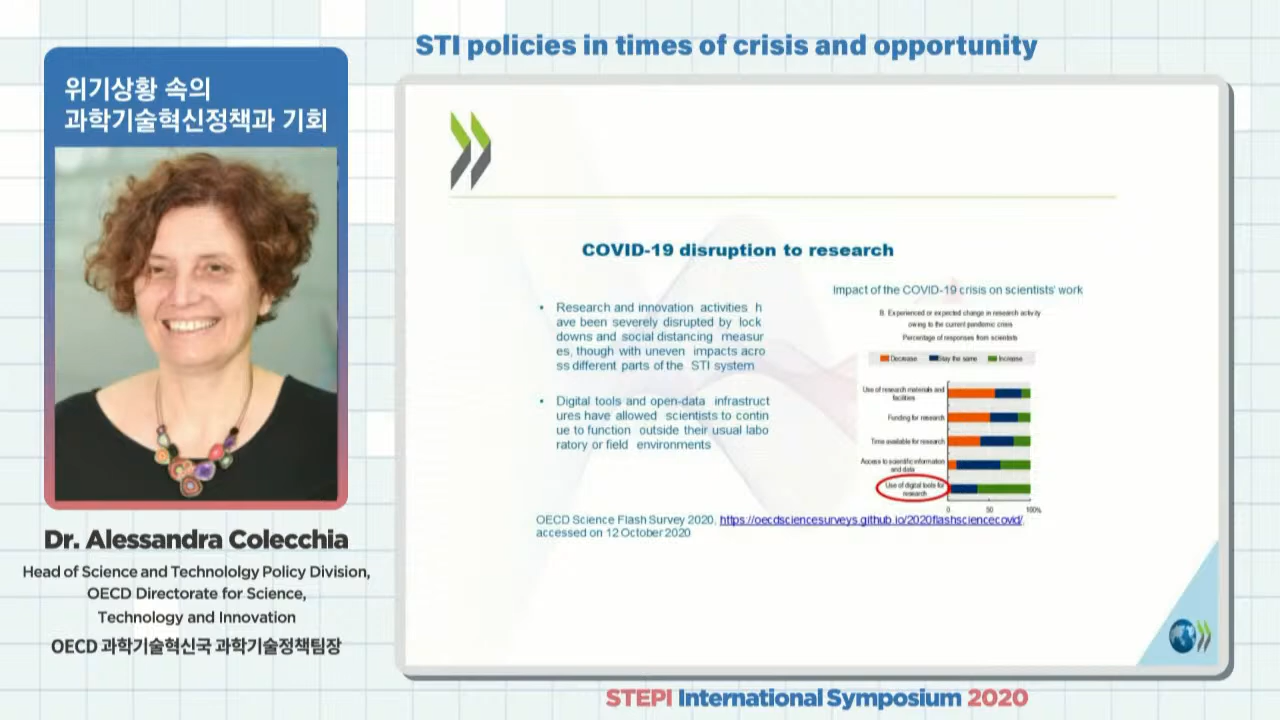 STI policies in times of crisis and opportunity
위기상황 속의
과학기술혁신정책과 기회
Dr. Alessandra Colecchia
Head of Science and Technololgy Policy Division,
OECD Directorate for Science,
Technology and Innovation
OECD 과학기술혁신국 과학기술정책팀장
COVID-19 disruption to research
• Research and innovation activities h
ave been severely disrupted by lock
downs and social distancing measur
es, though with uneven impacts acro
ss different parts of the STI system
• Digital tools and open-data infrastruct
ures have allowed scientists to contin
ue to function outside their usual labo
ratory or field environments
Impact of the COVID-19 crisis on scientists' work
B. Experienced or expected change in research activity
owing to the current pandemic crisis
Percentage of responses from scientists
Decrease Stay the same Increase
Use of research materials and
facilities
Funding for research
Time available for research
Access to scientific information
and data
Use of digital tools for
research
0 50 100%
OECD Science Flash Survey 2020, https://oecdsciencesurveys.github.io/2020flashsciencecovid/,
accessed on 12 October 2020
STEPI International Symposium 2020